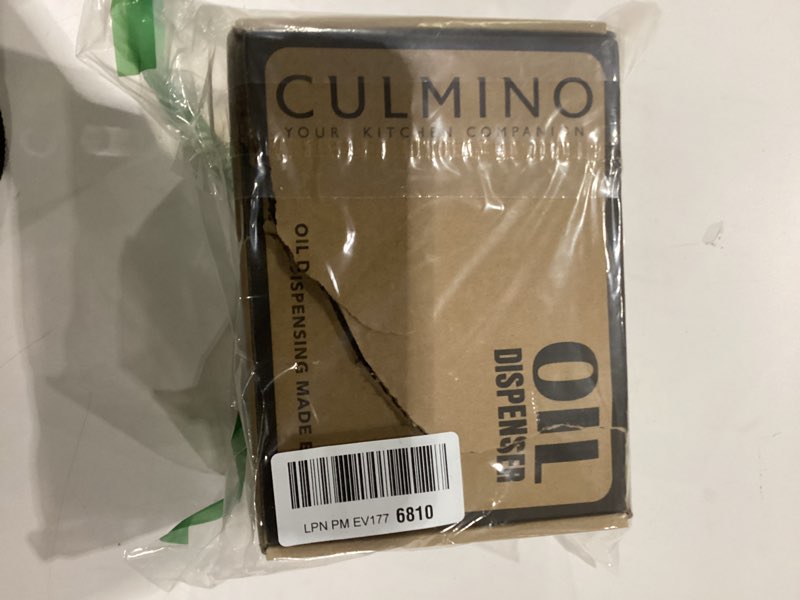 CULMINO
YOUR KITCHEN COMPANION
OIL DISPENSING MADE
OIL
DISPENSER
LPN PM EV177 6810